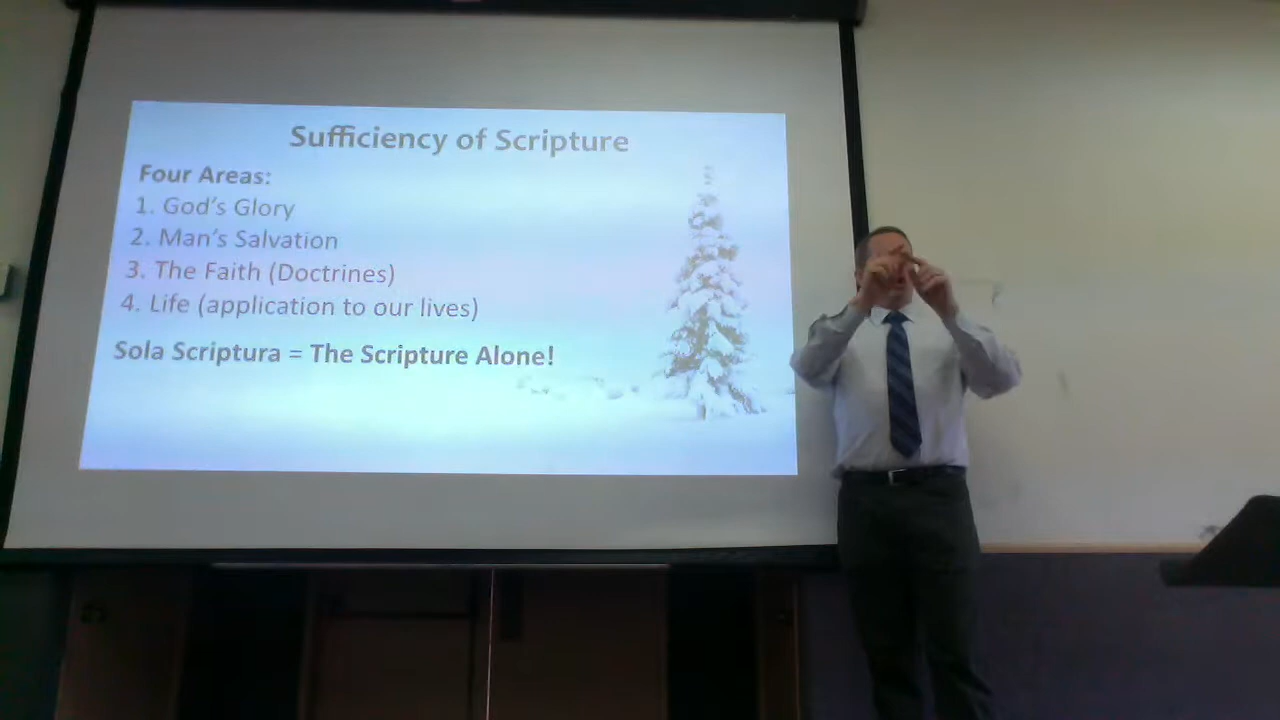 Sufficiency of Scripture
Four Areas:
1. God's Glory
2. Man's Salvation
3. The Faith (Doctrines)
4. Life (application to our lives)
Sola Scriptura = The Scripture Alone!